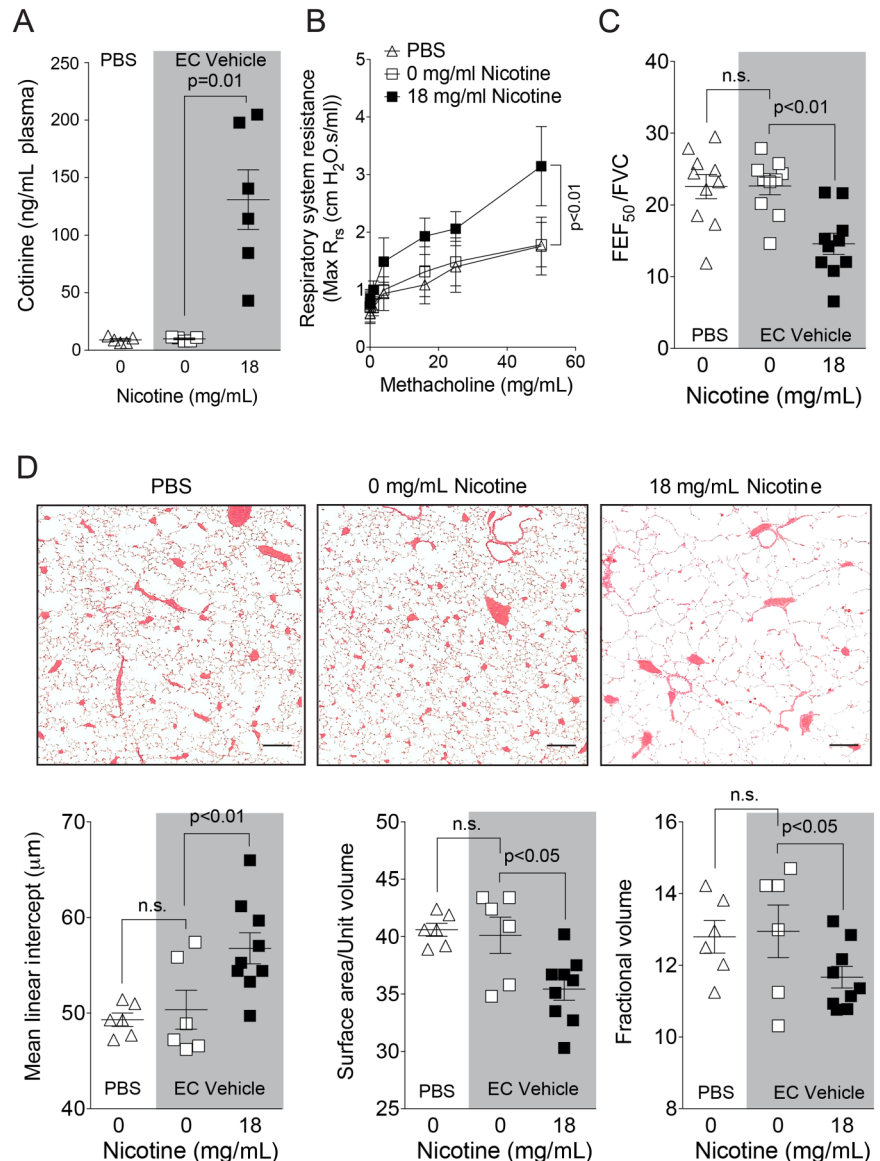 A
PBS
EC Vehicle
p=0.01
250
200
150
100
50
0
Cotinine (ng/mL plasma)
0
0
18
Nicotine (mg/mL)
B
PBS
0 mg/ml Nicotine
18 mg/ml Nicotine
Respiratory system resistance
(Max Rrs (cm H2O.s/ml))
4
3
2
1
0
p<0.01
0
20
40
60
Methacholine (mg/mL)
C
n.s.
p<0.01
40
30
20
10
0
FEF50/FVC
PBS
EC Vehicle
0
0
18
Nicotine (mg/mL)
D
PBS
0 mg/mL Nicotine
18 mg/mL Nicotine
70
60
50
40
Mean linear intercept (μm)
p<0.01
n.s.
PBS
EC Vehicle
0
0
18
Nicotine (mg/mL)
50
45
40
35
30
25
Surface area/Unit volume
n.s.
p<0.05
PBS
EC Vehicle
0
0
18
Nicotine (mg/mL)
16
14
12
10
8
Fractional volume
n.s.
p<0.05
PBS
EC Vehicle
0
0
18
Nicotine (mg/mL)